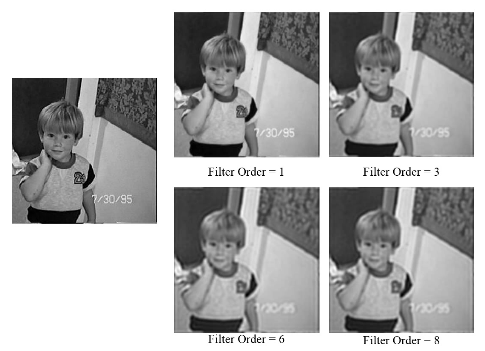 7/30/95
7/30/95
7/30/95
Filter Order = 1
Filter Order = 3
7/30/95
7/30/95
Filter Order = 6
Filter Order = 8